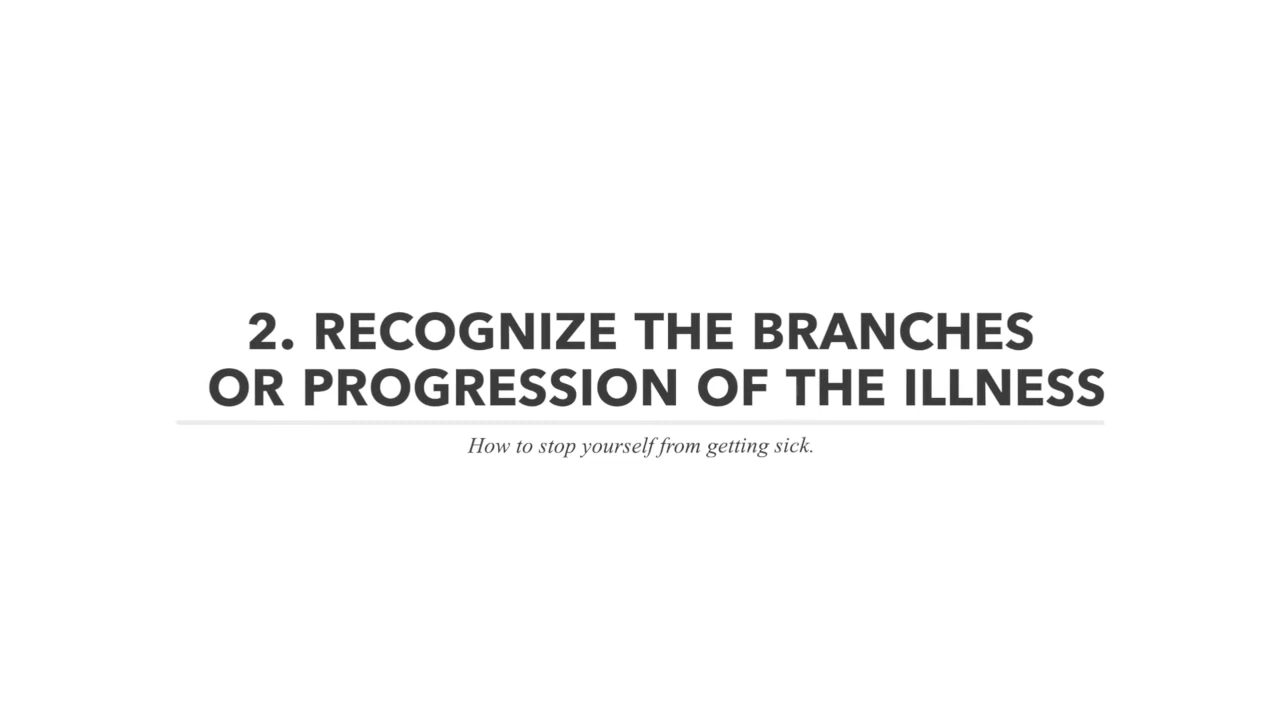 2. RECOGNIZE THE BRANCHES
OR PROGRESSION OF THE ILLNESS
How to stop yourself from getting sick.